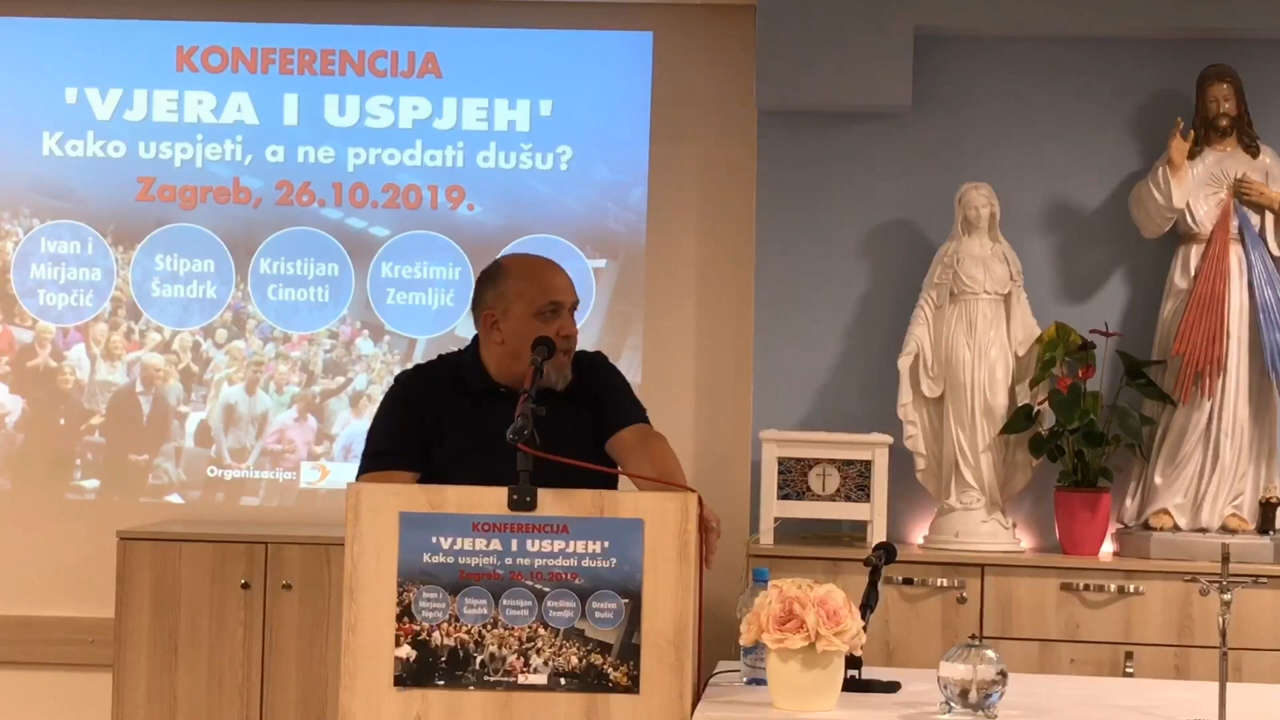 KONFERENCIJA
'VJERA I USPJEH'
Kako uspjeti, a ne prodati dušu?
Zagreb, 26.10.2019.
Ivan i
Mirjana
Topčić
Stipan
Šandrk
Kristijan
Cinotti
Krešimir
Zemljić
Organizacija:
KONFERENCIJA
'VJERA I USPJEH'
Kako uspjeti, a ne prodati dušu?
Zagreb, 26.10.2019.
Ivan i
Mirjana
Topčić
Stipan
Šandrk
Kristijan
Cinotti
Krešimir
Zemljić
Dražen
Bušić
Organizacija: